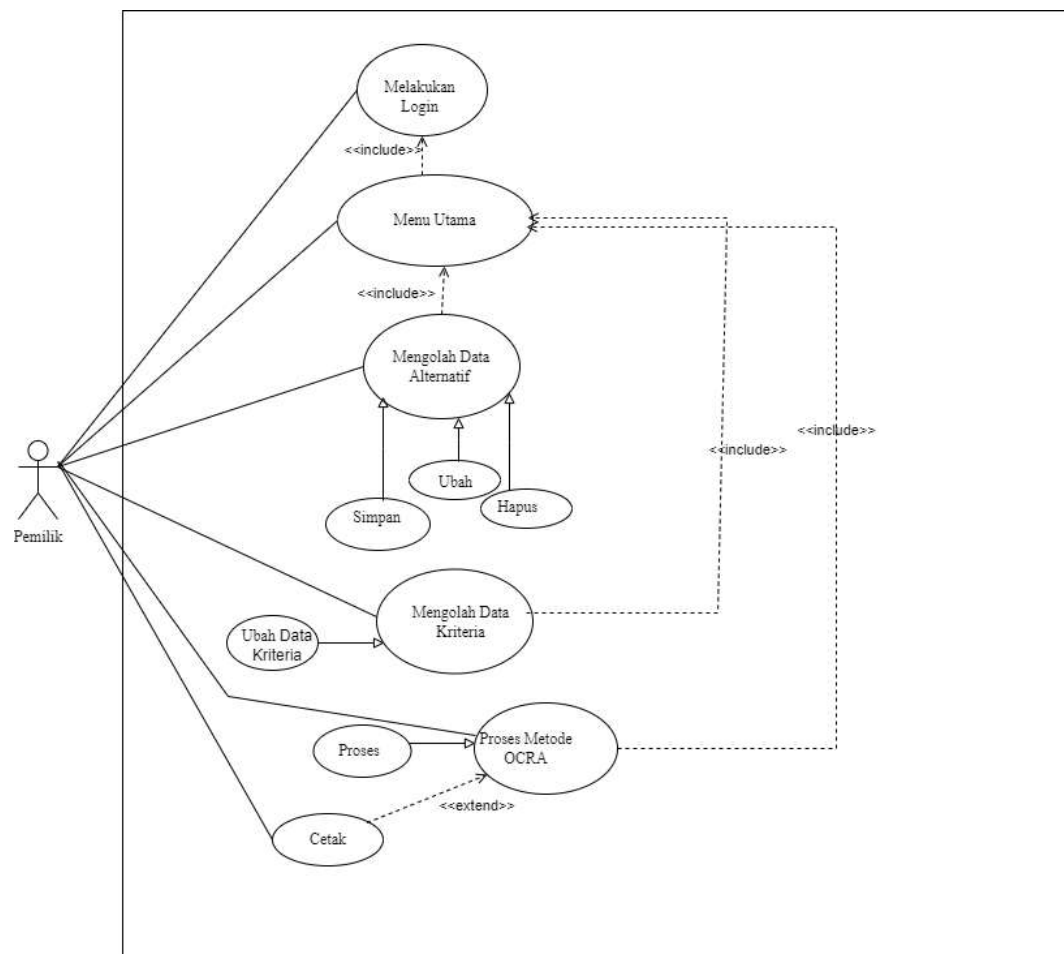 Melakukan
Login
<<include>>
Menu Utama
<<include>>
Mengolah Data
Alternatif
<<include>>
<<include>>
Ubah
Hapus
Simpan
Pemilik
Mengolah Data
Kriteria
Ubah Data
Kriteria
Proses Metode
OCRA
Proses
<<extend>>
Cetak